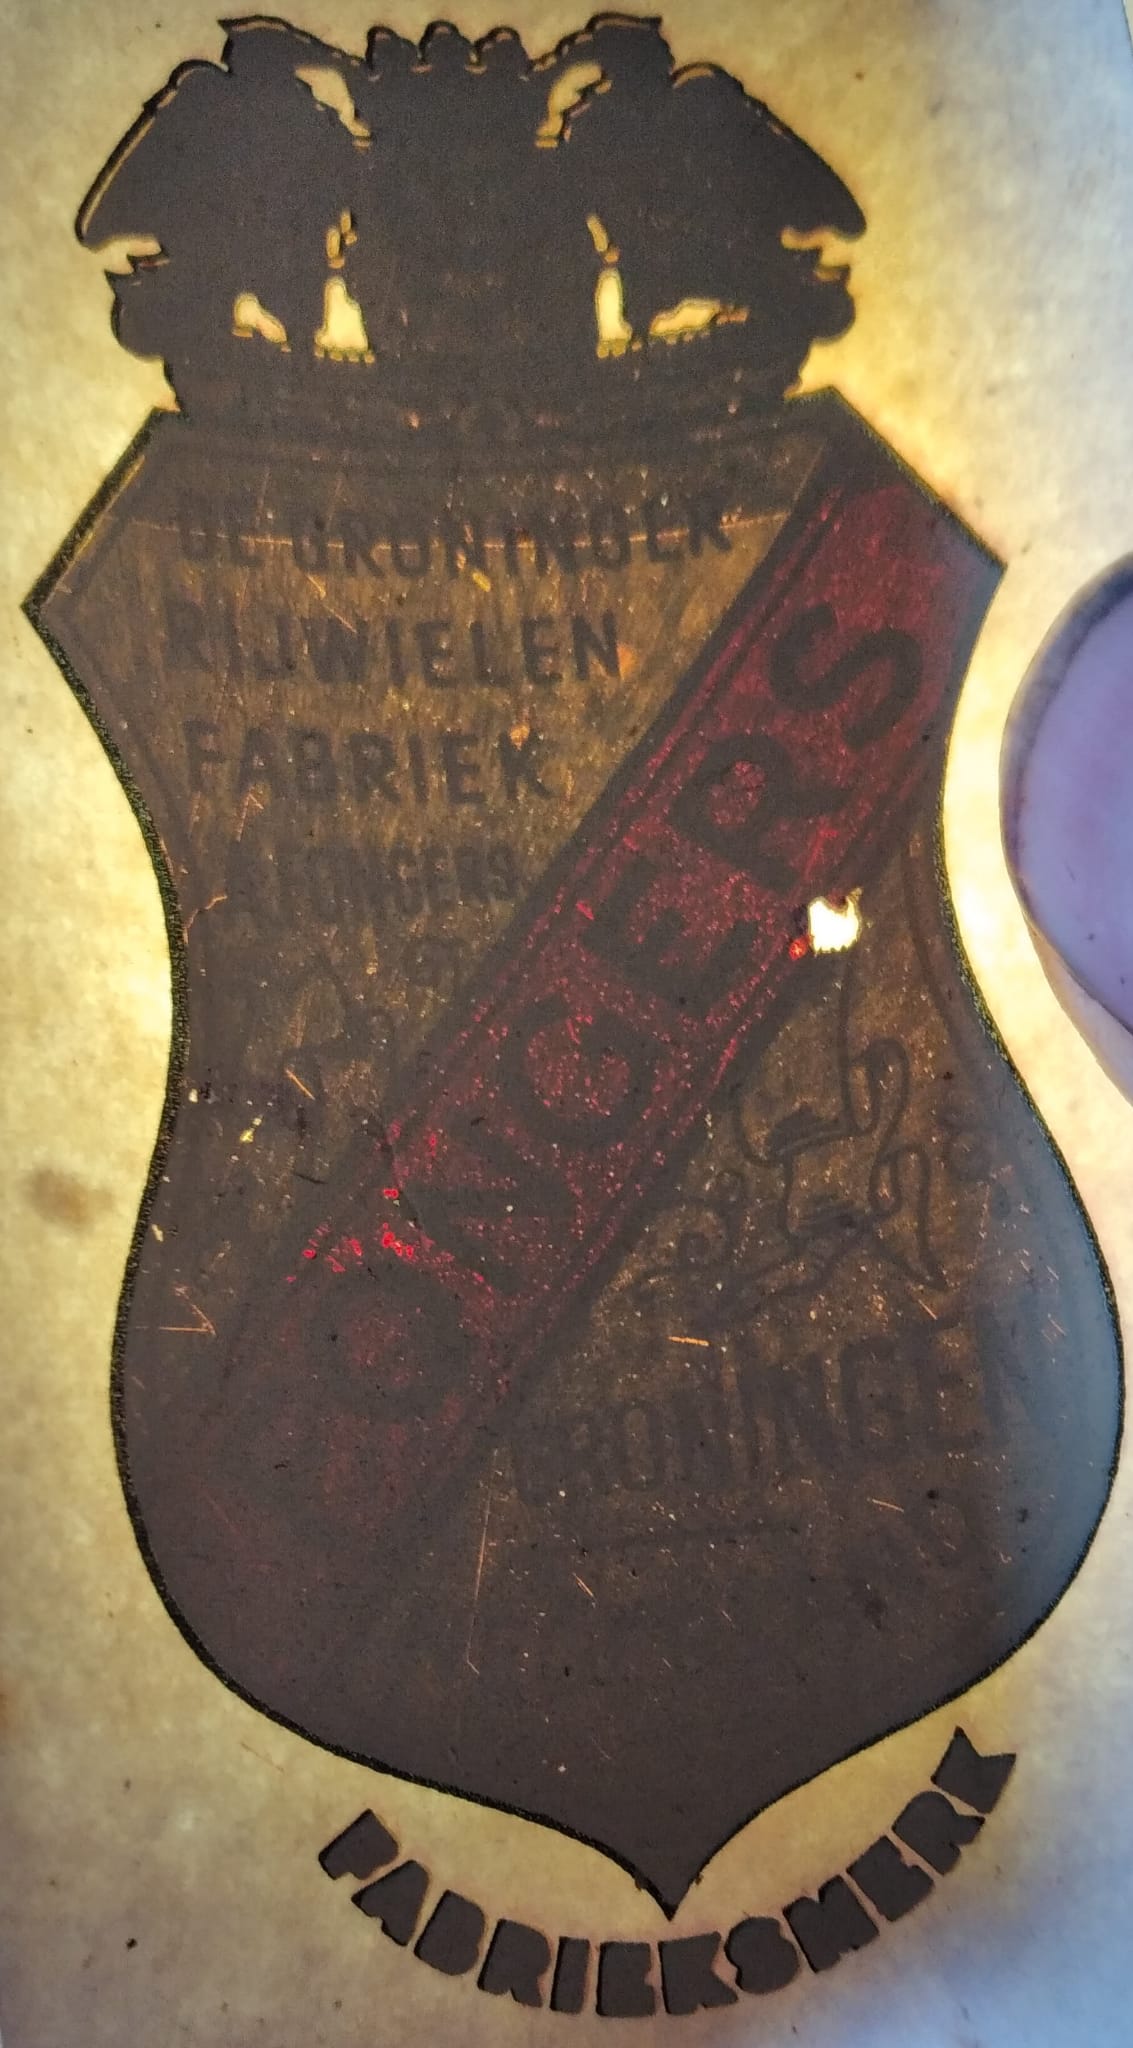 DE GRONINGER
RIJWIELEN
FABRIEK
A. FONGERS
FONGERS
GRONINGEN
FABRIEKSMERK